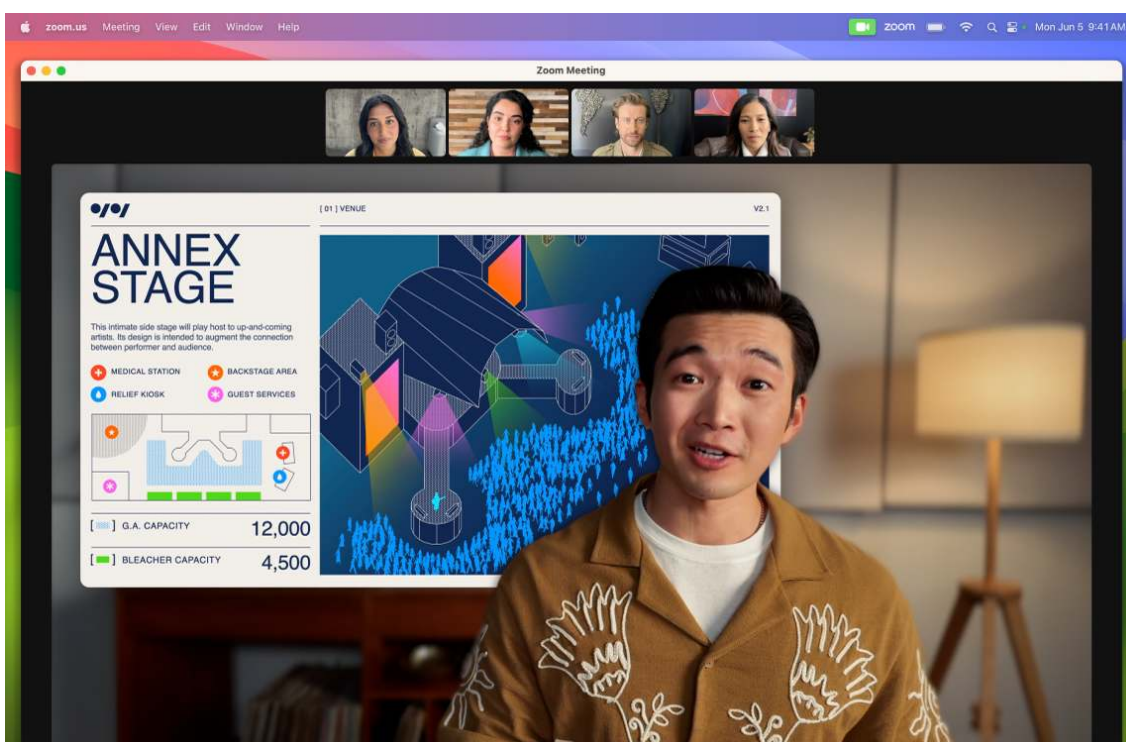 zoom.us Meeting View Edit Window Help
zoom Mon Jun 5 9:41 AM
Zoom Meeting
[ 01 ] VENUE
V2.1
ANNEX
STAGE
This intimate side stage will play host to up-and-coming
artists. Its design is intended to augment the connection
between performer and audience.
MEDICAL STATION
BACKSTAGE AREA
RELIEF KIOSK
GUEST SERVICES
[ ] G.A. CAPACITY 12,000
[ ] BLEACHER CAPACITY 4,500